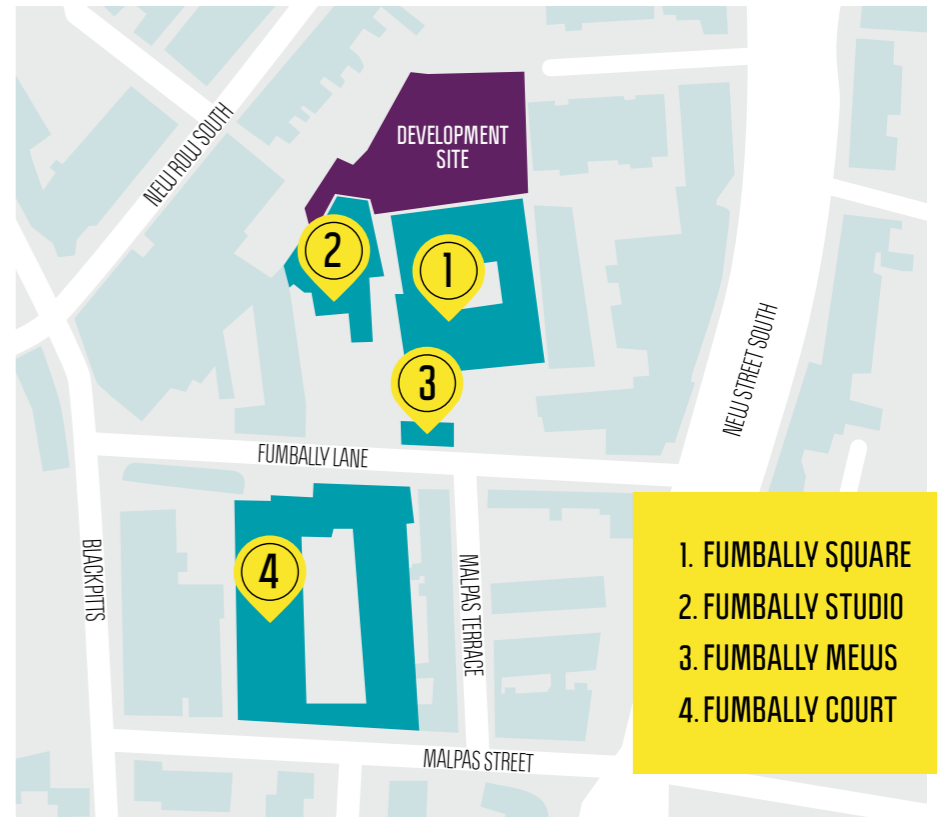 DEVELOPMENT
SITE
NEW ROW SOUTH
2
1
3
NEW STREET SOUTH
FUMBALLY LANE
4
BLACKPITTS
MALPAS TERRACE
MALPAS STREET
1. FUMBALLY SQUARE
2. FUMBALLY STUDIO
3. FUMBALLY MEWS
4. FUMBALLY COURT